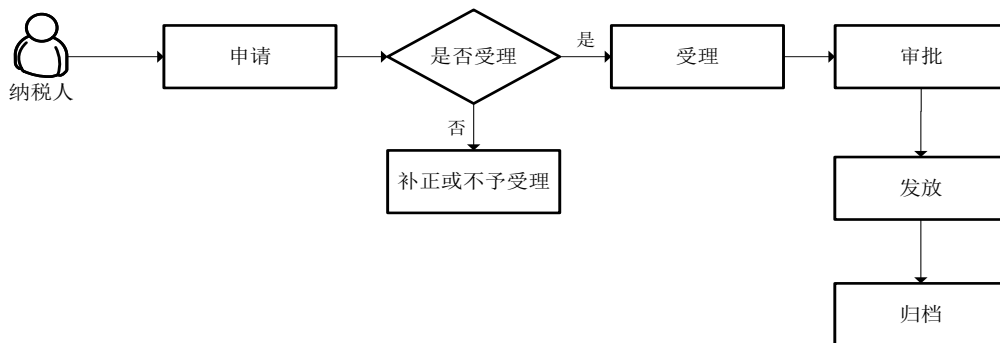 纳税人
申请
是否受理
是
受理
审批
否
补正或不予受理
发放
归档